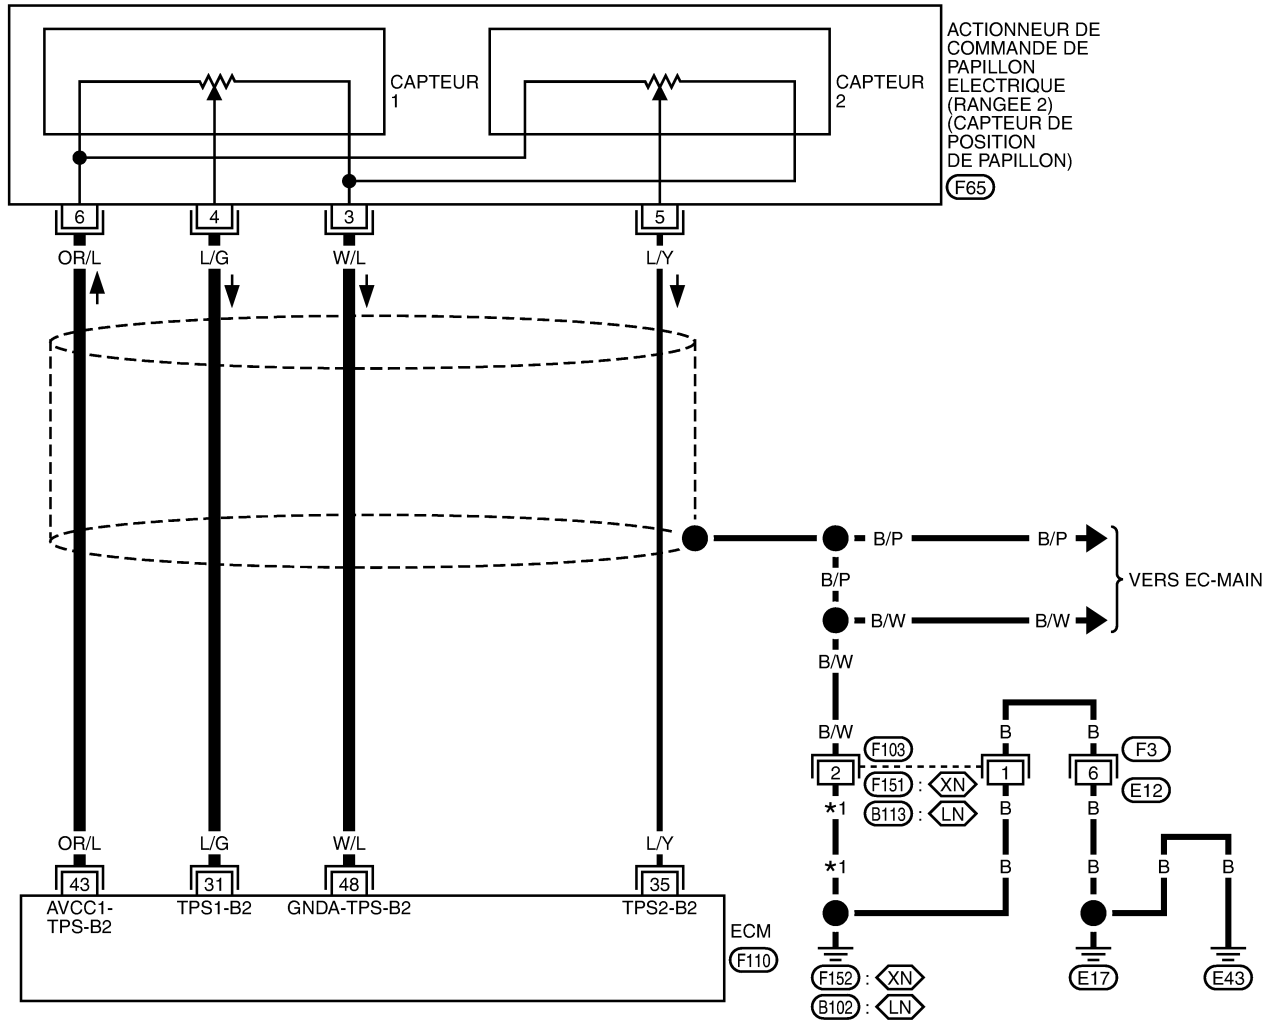 CAPTEUR
1
CAPTEUR
2
ACTIONNEUR DE
COMMANDE DE
PAPILLON
ELECTRIQUE
(RANGEE 2)
(CAPTEUR DE
POSITION
DE PAPILLON)
F65
6
4
3
5
OR/L
L/G
W/L
L/Y
B/P
B/P
B/P
VERS EC-MAIN
B/W
B/W
B/W
B/W
B
B
F103
F3
2
1
6
F151 : XN
E12
*1
B
B
B113 : LN
OR/L
L/G
W/L
L/Y
*1
B
B
B
B
43
31
48
35
AVCC1-
TPS-B2
TPS1-B2
GNDA-TPS-B2
TPS2-B2
ECM
F110
F152 : XN
E17
E43
B102 : LN